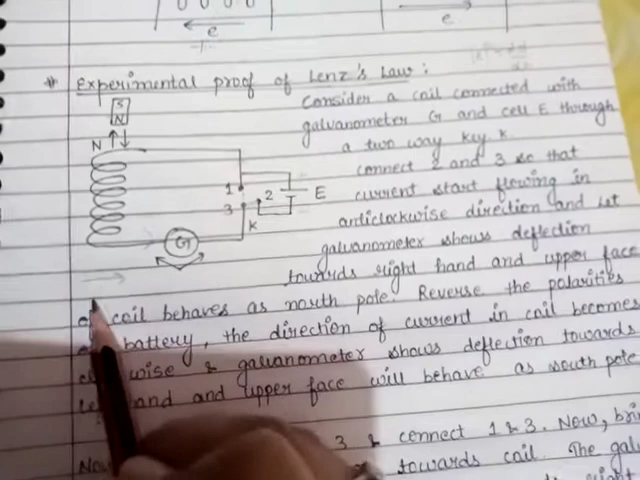 e
e
* Experimental proof of Lenz's Law:
Consider a coil connected with
galvanometer G and cell E through
a two way key k.
connect 2 and 3 so that
current start flowing in
anticlockwise direction and let
galvanometer shows deflection
towards right hand and upper face
coil behaves as north pole. Reverse the polarities
battery, the direction of current in coil becomes
wise & galvanometer shows deflection towards
hand and upper face will behave as south pole
3 & connect 1 & 3. Now, bri
Now towards coil. The gal
S
N
N
1
2
3
E
K
G